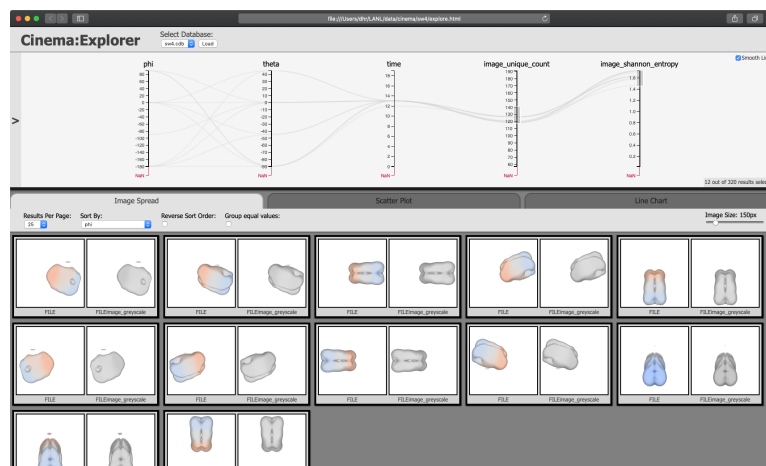 file:///Users/dhr/LANL/data/cinema/sw4/explore.html
Cinema:Explorer
Select Database:
sw4.cdb Load
Smooth Li
phi theta time image_unique_count image_shannon_entropy
>
NaN NaN NaN NaN NaN
12 out of 320 results selec
Image Spread Scatter Plot Line Chart
Results Per Page: Sort By: Reverse Sort Order: Group equal values: Image Size: 150px
25 phi
FILE FILEimage_greyscale FILE FILEimage_greyscale FILE FILEimage_greyscale FILE FILEimage_greyscale FILE FILEimage_greyscale
FILE FILEimage_greyscale FILE FILEimage_greyscale FILE FILEimage_greyscale FILE FILEimage_greyscale FILE FILEimage_greyscale